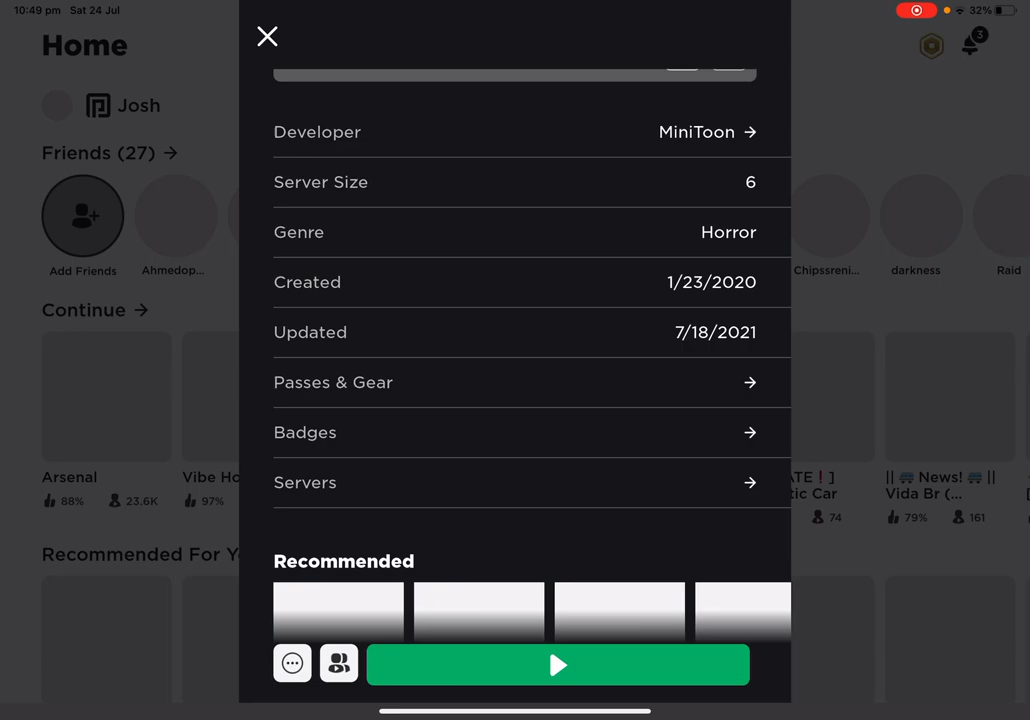 10:49 pm Sat 24 Jul
32%
Home
3
Josh
Friends (27) →
Add Friends
Ahmedop...
Chipssreni...
darkness
Raid
Continue →
Arsenal
88% 23.6K
Vibe Ho
97%
ATE❗]
tic Car
74
|| 🚐 News! 🚐 ||
Vida Br (...
79% 161
Recommended For Yo
Developer MiniToon →
Server Size 6
Genre Horror
Created 1/23/2020
Updated 7/18/2021
Passes & Gear →
Badges →
Servers →
Recommended